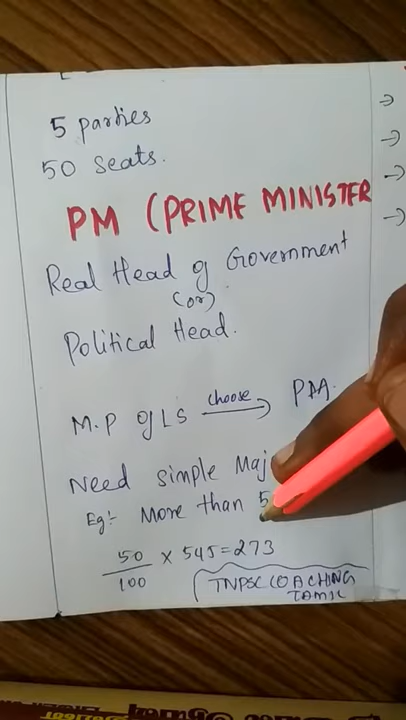 5 parties
50 seats.
PM (PRIME MINISTER
Real Head of Government
(or)
Political Head.
M.P of LS choose → PM.
Need simple Maj
Eg:- More than 5
50/100 × 545 = 273
TNPSC COACHING
TAMIL